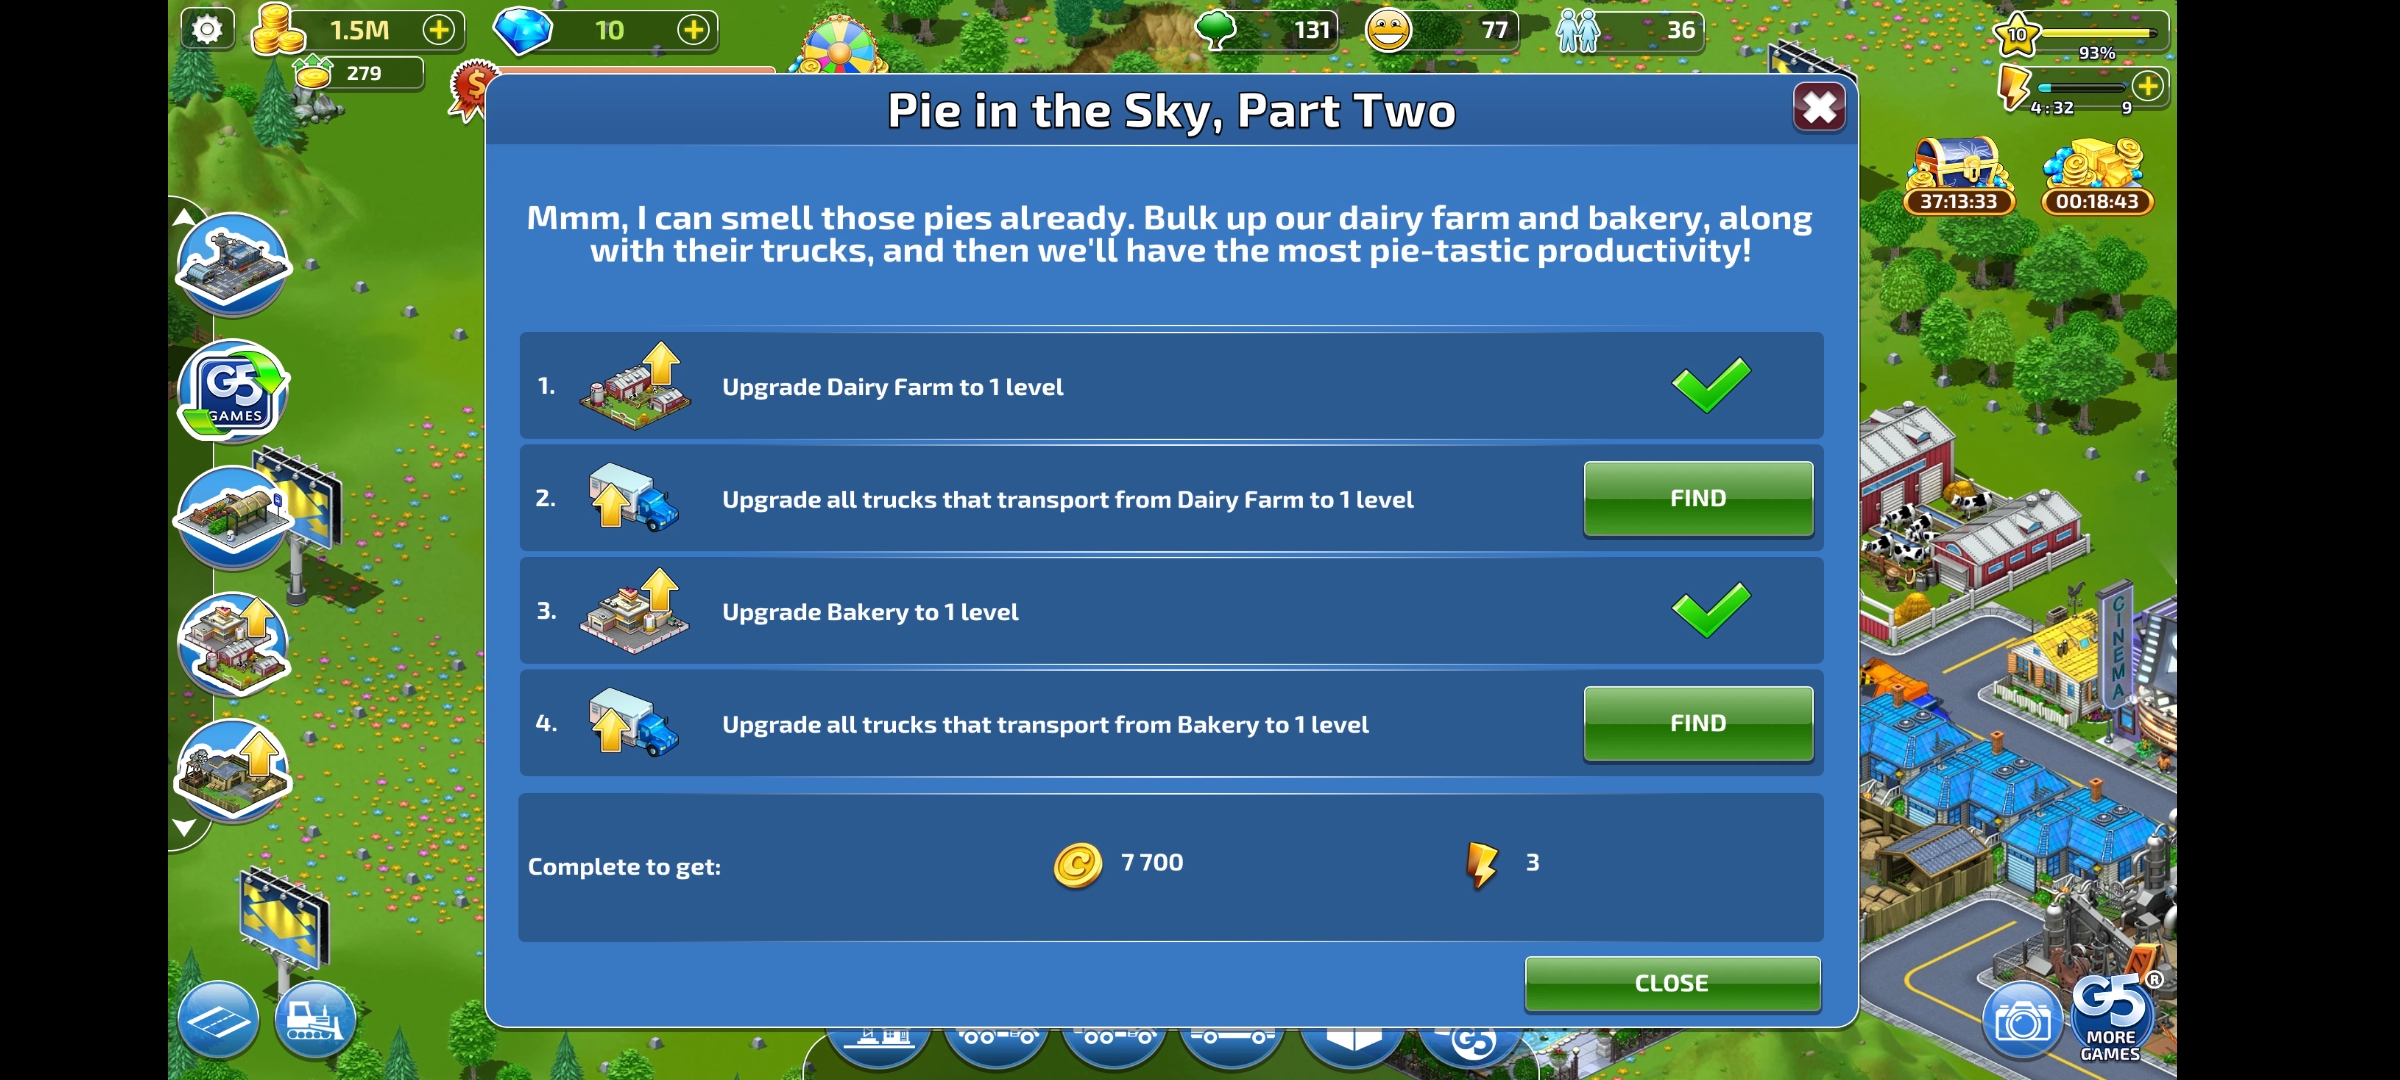 1.5M
10
131
77
36
10
93%
279
4:32
9
Pie in the Sky, Part Two
37:13:33
00:18:43
Mmm, I can smell those pies already. Bulk up our dairy farm and bakery, along
with their trucks, and then we'll have the most pie-tastic productivity!
1.
Upgrade Dairy Farm to 1 level
G5
GAMES
2.
Upgrade all trucks that transport from Dairy Farm to 1 level
FIND
3.
Upgrade Bakery to 1 level
CINEMA
4.
Upgrade all trucks that transport from Bakery to 1 level
FIND
Complete to get:
7 700
3
CLOSE
G5
G5®
MORE
GAMES